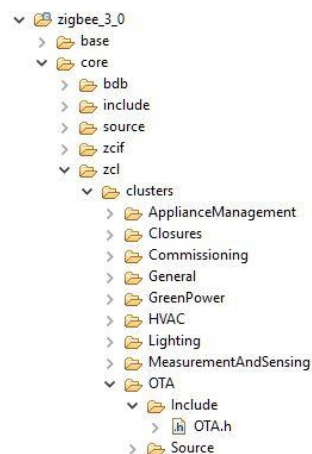 zigbee_3_0
base
core
bdb
include
source
zcif
zcl
clusters
ApplianceManagement
Closures
Commissioning
General
GreenPower
HVAC
Lighting
MeasurementAndSensing
OTA
Include
OTA.h
Source